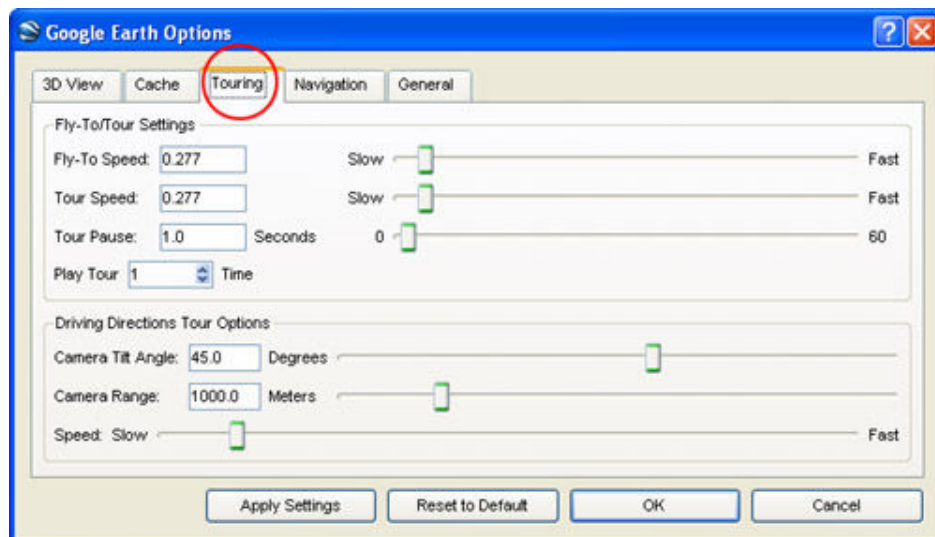 Google Earth Options
3D View Cache Touring Navigation General
Fly-To/Tour Settings
Fly-To Speed: 0.277 Slow Fast
Tour Speed: 0.277 Slow Fast
Tour Pause: 1.0 Seconds 0 60
Play Tour 1 Time
Driving Directions Tour Options
Camera Tilt Angle: 45.0 Degrees
Camera Range: 1000.0 Meters
Speed: Slow Fast
Apply Settings Reset to Default OK Cancel